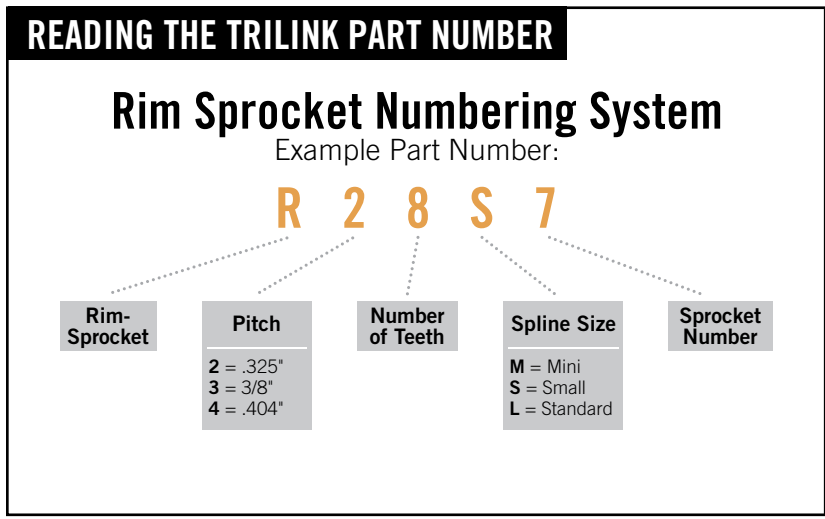 READING THE TRILINK PART NUMBER
Rim Sprocket Numbering System
Example Part Number:
R 2 8 S 7
Rim-
Sprocket
Pitch
2 = .325"
3 = 3/8"
4 = .404"
Number
of Teeth
Spline Size
M = Mini
S = Small
L = Standard
Sprocket
Number